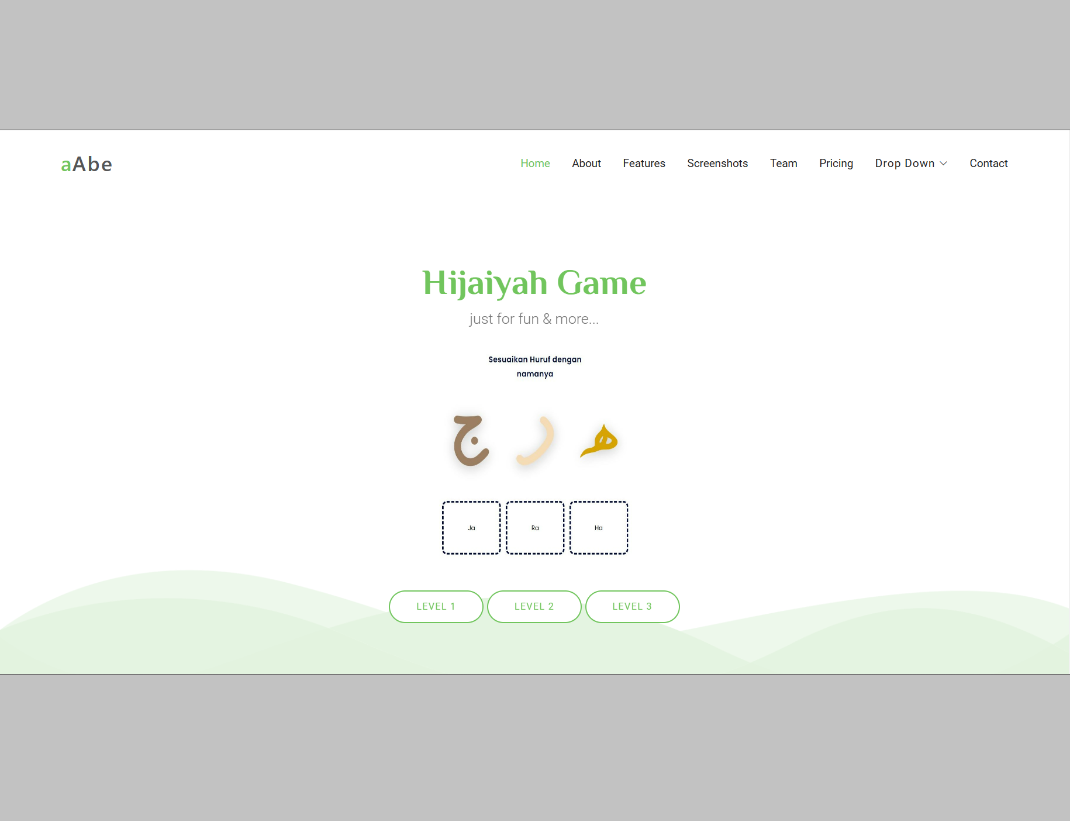 aAbe
Home About Features Screenshots Team Pricing Drop Down Contact
Hijaiyah Game
just for fun & more...
Sesuaikan Huruf dengan
namanya
ج ر ه
Ja Ra Ha
LEVEL 1 LEVEL 2 LEVEL 3